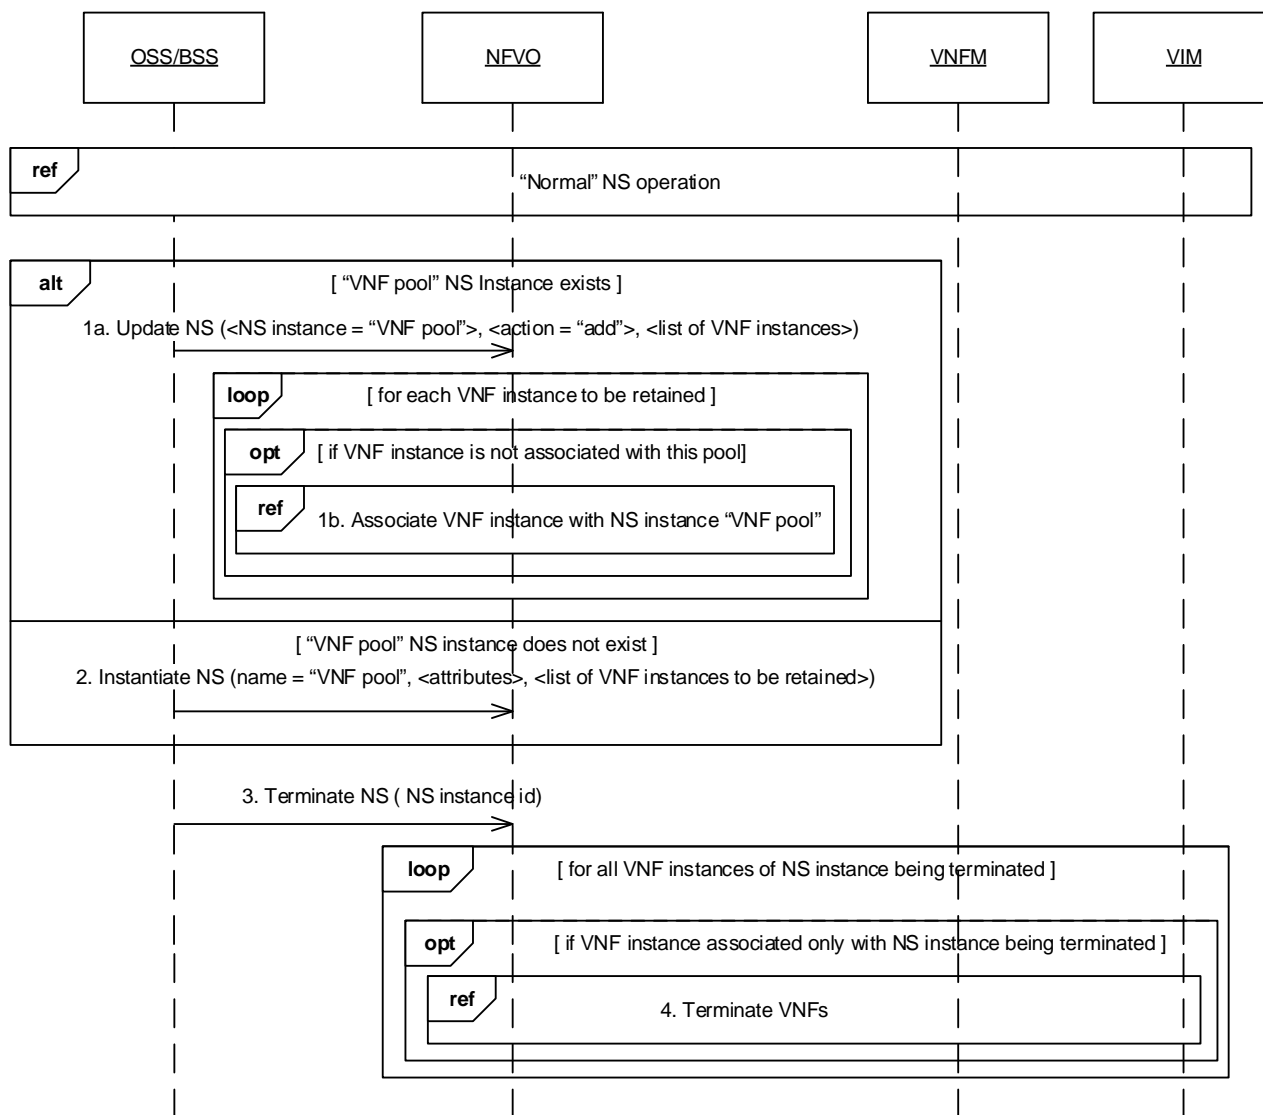 OSS/BSS
NFVO
VNFM
VIM
ref
“Normal” NS operation
alt
[ “VNF pool” NS Instance exists ]
1a. Update NS (<NS instance = “VNF pool”>, <action = “add”>, <list of VNF instances>)
loop
[ for each VNF instance to be retained ]
opt
[ if VNF instance is not associated with this pool]
ref
1b. Associate VNF instance with NS instance “VNF pool”
[ “VNF pool” NS instance does not exist ]
2. Instantiate NS (name = “VNF pool”, <attributes>, <list of VNF instances to be retained>)
3. Terminate NS ( NS instance id)
loop
[ for all VNF instances of NS instance being terminated ]
opt
[ if VNF instance associated only with NS instance being terminated ]
ref
4. Terminate VNFs